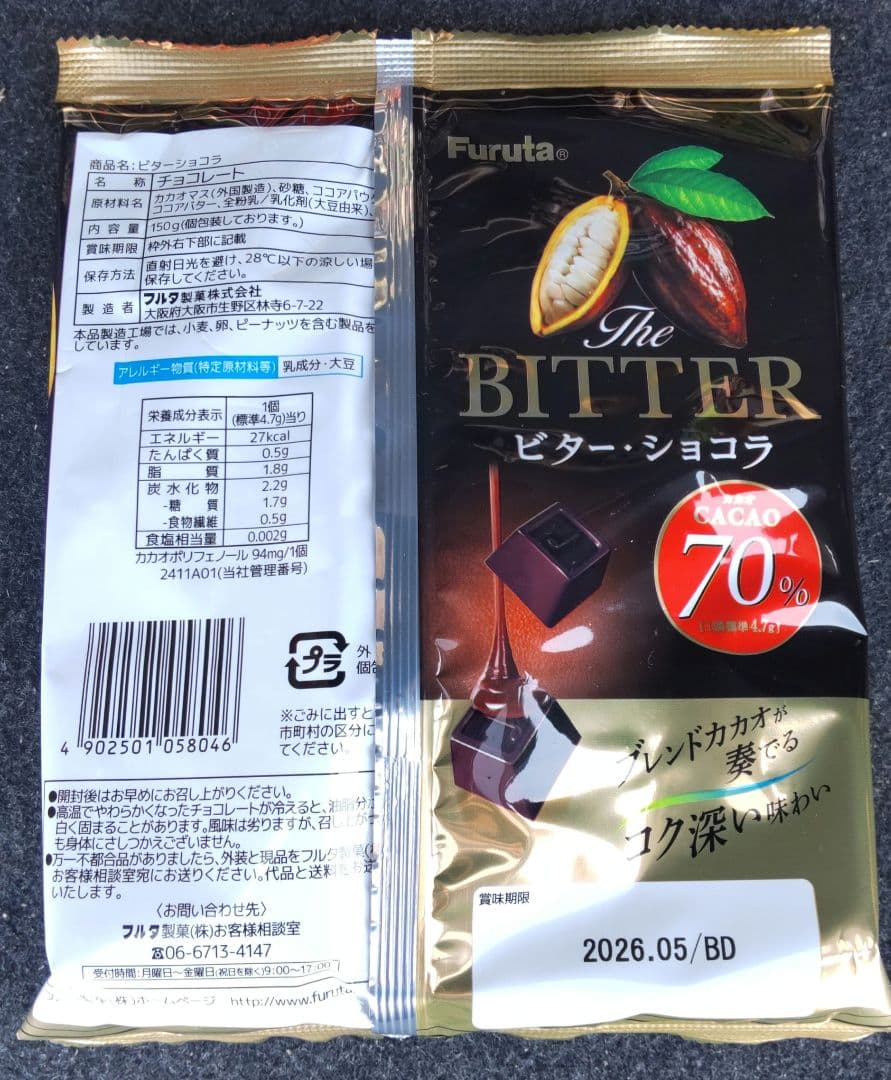 商品名:ビターショコラ
名 称 チョコレート
原材料名 カカオマス(外国製造)、砂糖、ココアパウ
ココアバター、全粉乳/乳化剤(大豆由来)、
内 容 量 150g(個包装しております。)
賞味期限 枠外右下部に記載
保存方法 直射日光を避け、28℃以下の涼しい場
保存してください。
製 造 者 フルタ製菓株式会社
大阪府大阪市生野区林寺6-7-22
本品製造工場では、小麦、卵、ピーナッツを含む製品を
しています。
アレルギー物質(特定原材料等) 乳成分・大豆
栄養成分表示 1個
(標準4.7g)当り
エネルギー 27kcal
たんぱく質 0.5g
脂 質 1.8g
炭水化物 2.2g
-糖 質 1.7g
-食物繊維 0.5g
食塩相当量 0.002g
カカオポリフェノール 94mg/1個
2411A01(当社管理番号)
プラ
外
個包
4 902501 058046
※ごみに出すと
市町村の区分に
てください。
●開封後はお早めにお召し上がりください。
●高温でやわらかくなったチョコレートが冷えると、油脂分が
白く固まることがあります。風味は劣りますが、召し上がっ
も身体にさしつかえございません。
●万一不都合品がありましたら、外装と現品をフルタ製菓(
お客様相談室宛にお送りください。代品と送料をお送
いたします。
〈お問い合わせ先〉
フルタ製菓(株)お客様相談室
☎06-6713-4147
受付時間:月曜日～金曜日(祝日を除く)9:00～17:00
(株)ホームページ http://www.furuta
Furuta®
The
BITTER
ビター・ショコラ
カカオ
CACAO
70%
[1個標準4.7g]
ブレンドカカオが
奏でる
コク深い味わい
賞味期限
2026.05/BD